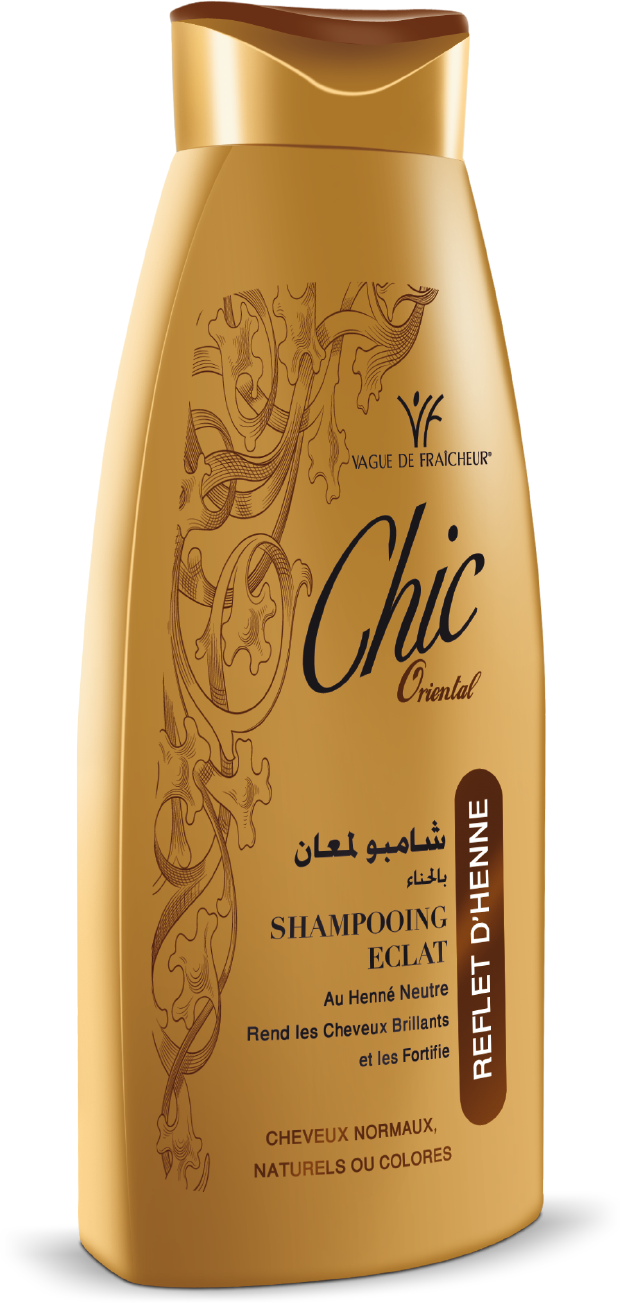 VAGUE DE FRAÎCHEUR®
Chic
Oriental
شامبو لمعان
بالحناء
SHAMPOOING
ECLAT
Au Henné Neutre
Rend les Cheveux Brillants
et les Fortifie
REFLET D'HENNE
CHEVEUX NORMAUX,
NATURELS OU COLORES